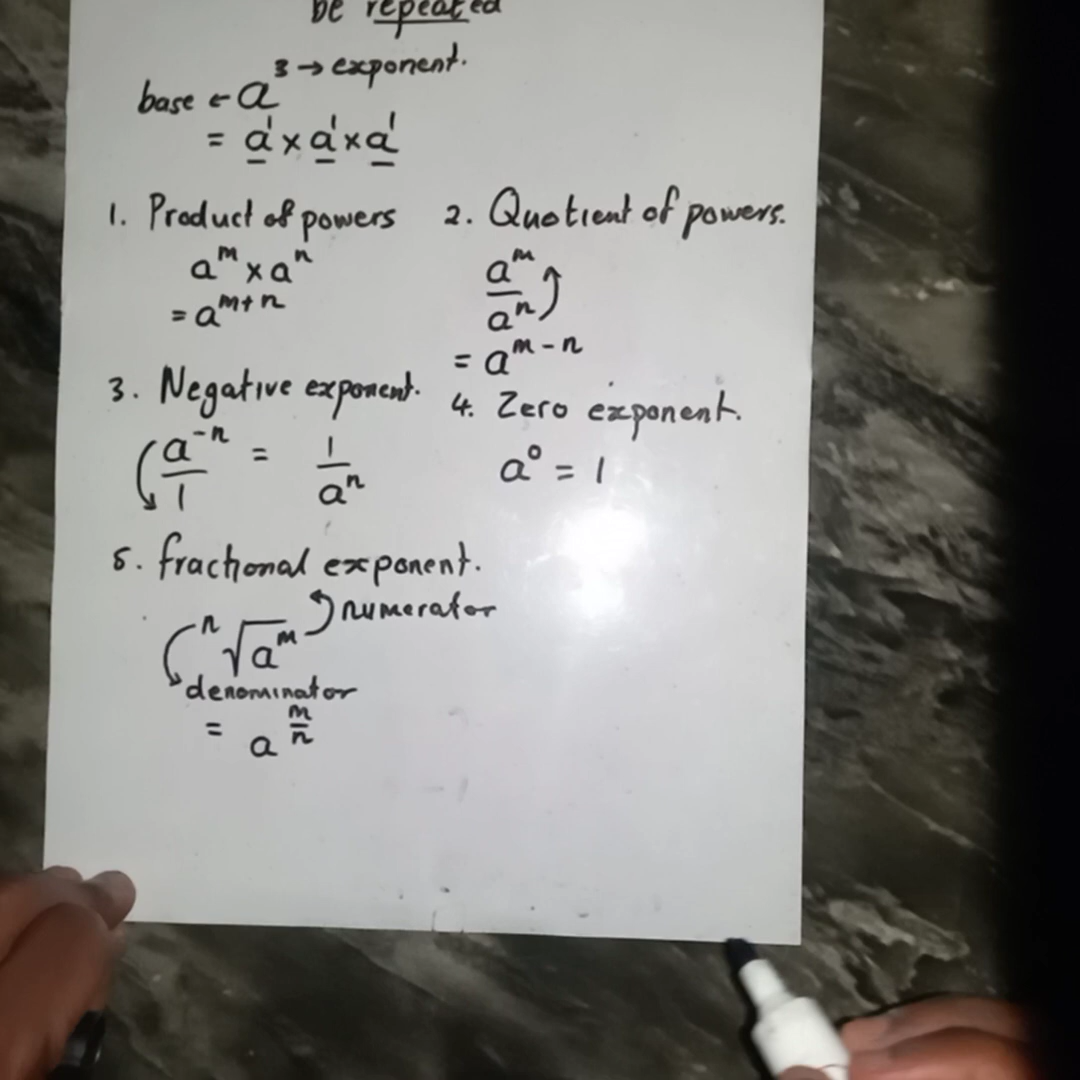 be repeated
3 → exponent.
base ← a
= a¹ × a¹ × a¹
1. Product of powers
aᵐ × aⁿ
= aᵐ⁺ⁿ
2. Quotient of powers.
aᵐ
aⁿ
= aᵐ⁻ⁿ
3. Negative exponent.
a⁻ⁿ = 1
1 aⁿ
4. Zero exponent.
a⁰ = 1
5. fractional exponent.
numerator
ⁿ√aᵐ
denominator
= a m/n